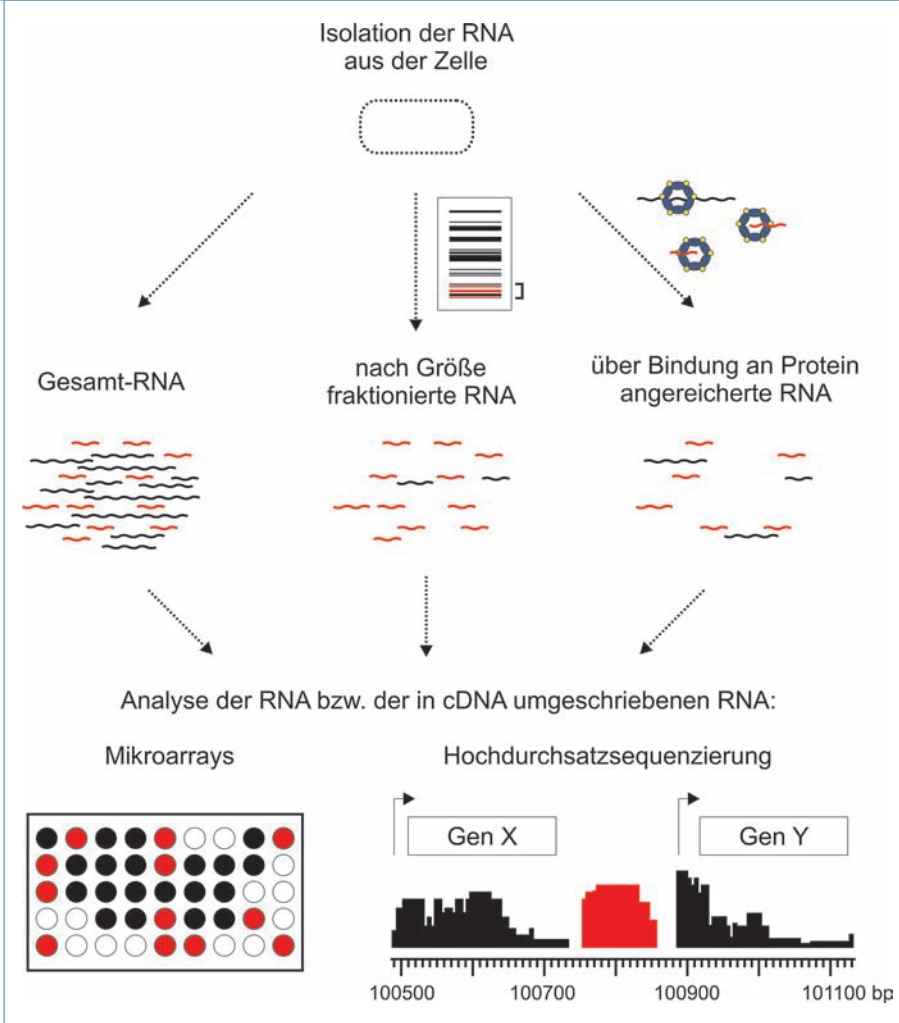 Isolation der RNA
aus der Zelle
Gesamt-RNA
nach Größe
fraktionierte RNA
über Bindung an Protein
angereicherte RNA
Analyse der RNA bzw. der in cDNA umgeschriebenen RNA:
Mikroarrays
Hochdurchsatzsequenzierung
Gen X
Gen Y
100500 100700 100900 101100 bp